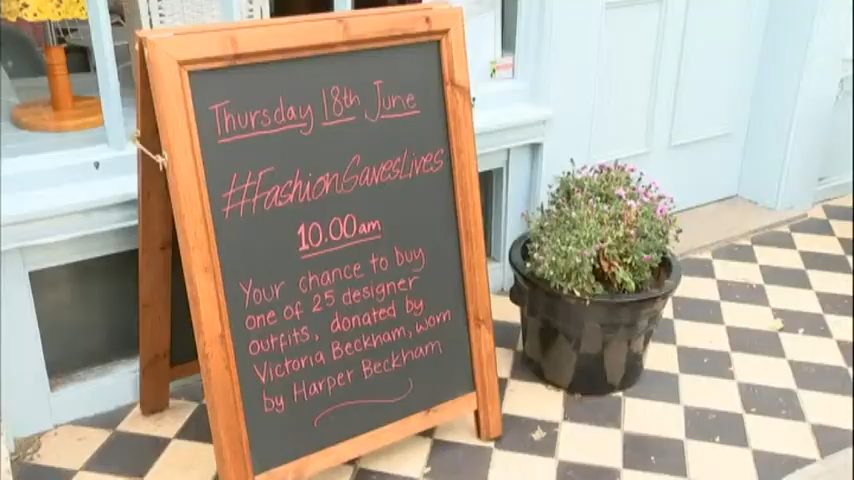 Thursday 18th June
#FashionSavesLives
10.00am
Your chance to buy
one of 25 designer
outfits, donated by
Victoria Beckham, worn
by Harper Beckham